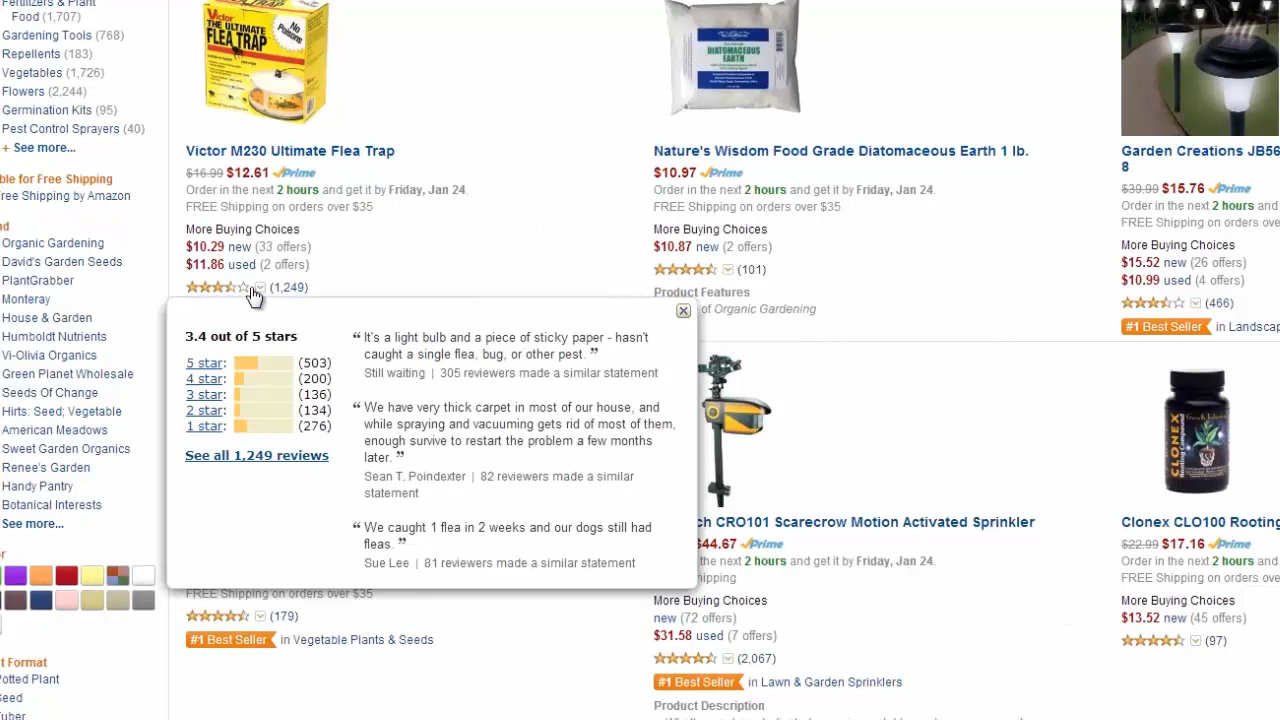 Fertilizers & Plant
Food (1,707)
Gardening Tools (768)
Repellents (183)
Vegetables (1,726)
Flowers (2,244)
Germination Kits (95)
Pest Control Sprayers (40)
+ See more...
ble for Free Shipping
Free Shipping by Amazon
nd
Organic Gardening
David's Garden Seeds
PlantGrabber
Monteray
House & Garden
Humboldt Nutrients
Vi-Olivia Organics
Green Planet Wholesale
Seeds Of Change
Hirts: Seed; Vegetable
American Meadows
Sweet Garden Organics
Renee's Garden
Handy Pantry
Botanical Interests
See more...
or
t Format
Potted Plant
Seed
Tuber
Victor
THE ULTIMATE
FLEA TRAP
No
Poisons!
Victor M230 Ultimate Flea Trap
$16.99 $12.61 Prime
Order in the next 2 hours and get it by Friday, Jan 24.
FREE Shipping on orders over $35
More Buying Choices
$10.29 new (33 offers)
$11.86 used (2 offers)
(1,249)
3.4 out of 5 stars
5 star: (503)
4 star: (200)
3 star: (136)
2 star: (134)
1 star: (276)
See all 1,249 reviews
“ It's a light bulb and a piece of sticky paper - hasn't
caught a single flea, bug, or other pest. ”
Still waiting | 305 reviewers made a similar statement
“ We have very thick carpet in most of our house, and
while spraying and vacuuming gets rid of most of them,
enough survive to restart the problem a few months
later. ”
Sean T. Poindexter | 82 reviewers made a similar
statement
“ We caught 1 flea in 2 weeks and our dogs still had
fleas. ”
Sue Lee | 81 reviewers made a similar statement
FREE Shipping on orders over $35
(179)
#1 Best Seller in Vegetable Plants & Seeds
DIATOMACEOUS
EARTH
Nature's Wisdom Food Grade Diatomaceous Earth 1 lb.
$10.97 Prime
Order in the next 2 hours and get it by Friday, Jan 24.
FREE Shipping on orders over $35
More Buying Choices
$10.87 new (2 offers)
(101)
Product Features
of Organic Gardening
ch CRO101 Scarecrow Motion Activated Sprinkler
$44.67 Prime
the next 2 hours and get it by Friday, Jan 24.
hipping
More Buying Choices
new (72 offers)
$31.58 used (7 offers)
(2,067)
#1 Best Seller in Lawn & Garden Sprinklers
Product Description
Garden Creations JB56
8
$39.99 $15.76 Prime
Order in the next 2 hours and
FREE Shipping on orders ove
More Buying Choices
$15.52 new (26 offers)
$10.99 used (4 offers)
(466)
#1 Best Seller in Landscap
CLONEX
Clonex CLO100 Rooting
$22.99 $17.16 Prime
Order in the next 2 hours and
FREE Shipping on orders ove
More Buying Choices
$13.52 new (45 offers)
(97)